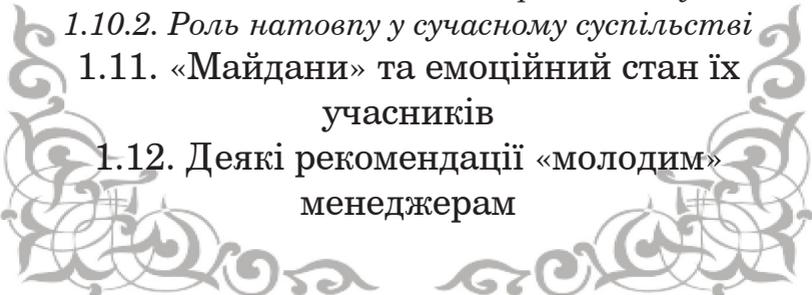 1.10.2. Роль натовпу у сучасному суспільстві
1.11. «Майдани» та емоційний стан їх
учасників
1.12. Деякі рекомендації «молодим»
менеджерам